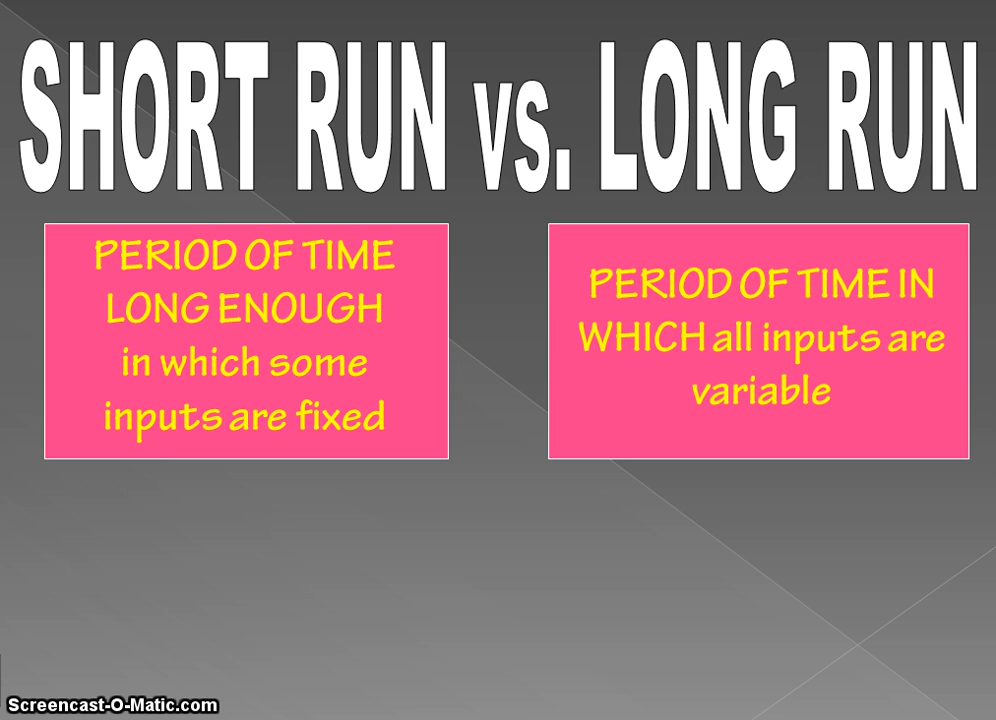 SHORT RUN vs. LONG RUN
PERIOD OF TIME
LONG ENOUGH
in which some
inputs are fixed
PERIOD OF TIME IN
WHICH all inputs are
variable
Screencast-O-Matic.com